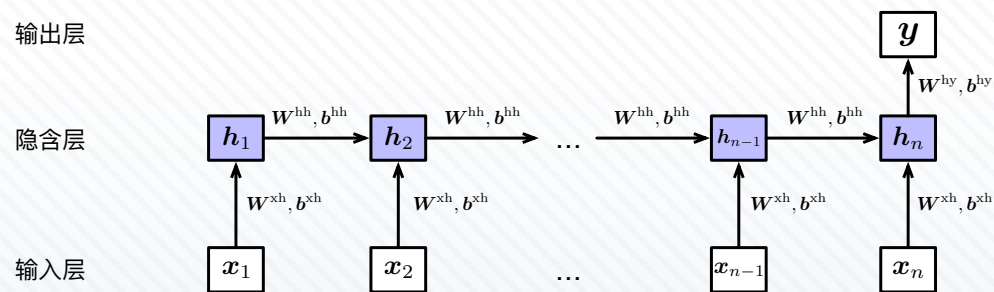 输出层 y
W^hy, b^hy
W^hh, b^hh W^hh, b^hh W^hh, b^hh W^hh, b^hh
隐含层 h_1 h_2 ... h_{n-1} h_n
W^xh, b^xh W^xh, b^xh W^xh, b^xh W^xh, b^xh
输入层 x_1 x_2 ... x_{n-1} x_n